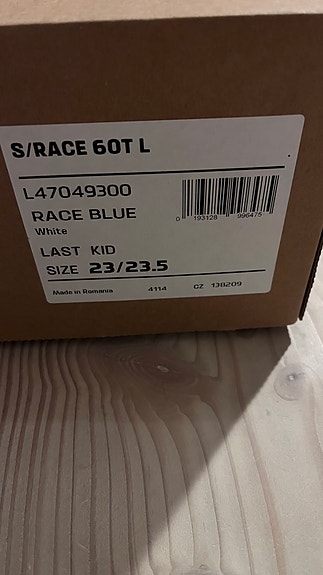 S/RACE 60T L
L47049300
RACE BLUE
White
0 193128 996475
LAST KID
SIZE 23/23.5
Made in Romania 4114 CZ 138209